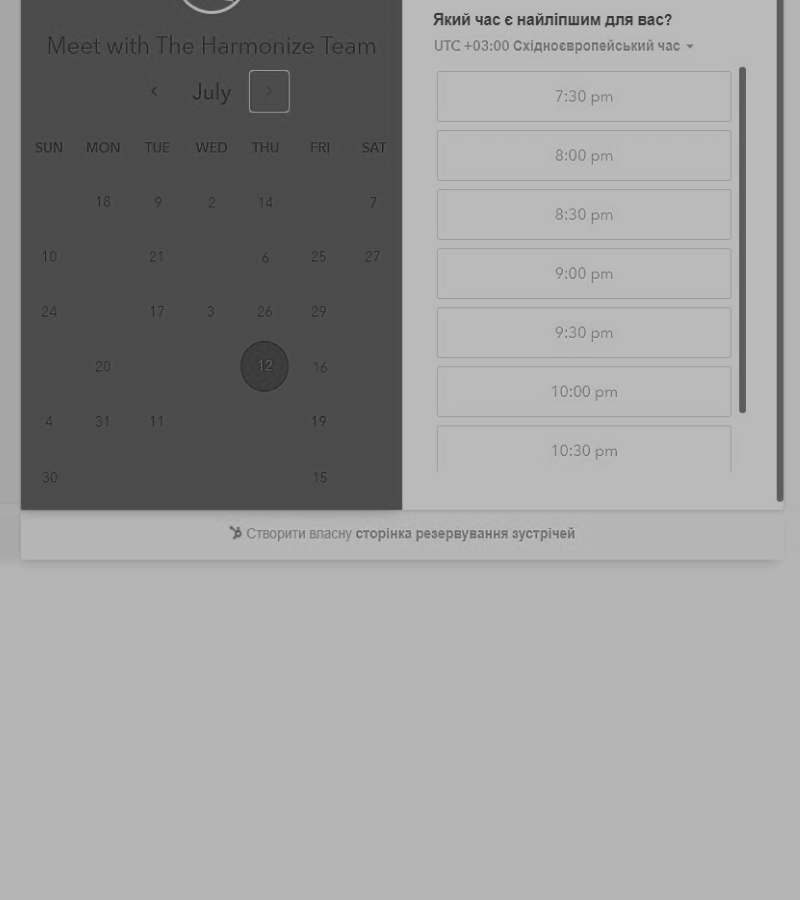 Meet with The Harmonize Team
July
SUN MON TUE WED THU FRI SAT
18 9 2 14 7
10 21 6 25 27
24 17 3 26 29
20 12 16
4 31 11 19
30 15
Який час є найліпшим для вас?
UTC +03:00 Східноєвропейський час
7:30 pm
8:00 pm
8:30 pm
9:00 pm
9:30 pm
10:00 pm
10:30 pm
Створити власну сторінка резервування зустрічей